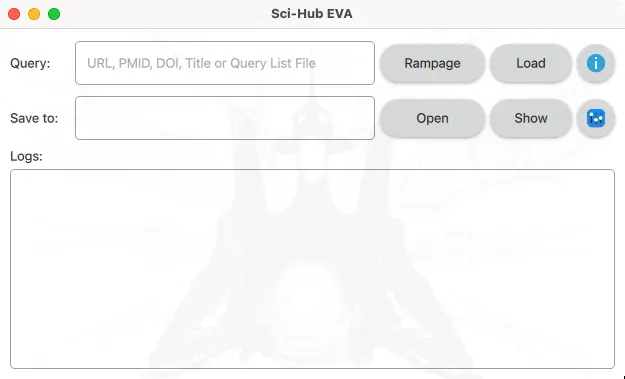 Sci-Hub EVA
Query: URL, PMID, DOI, Title or Query List File Rampage Load
Save to: Open Show
Logs: